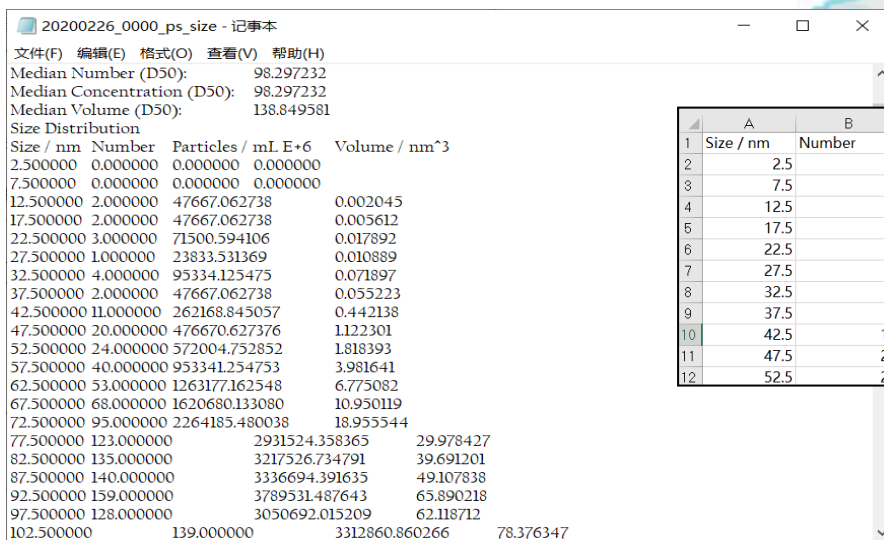 20200226_0000_ps_size - 记事本
文件(F) 编辑(E) 格式(O) 查看(V) 帮助(H)
Median Number (D50): 98.297232
Median Concentration (D50): 98.297232
Median Volume (D50): 138.849581
Size Distribution
Size / nm Number Particles / mL E+6 Volume / nm^3
2.500000 0.000000 0.000000 0.000000
7.500000 0.000000 0.000000 0.000000
12.500000 2.000000 47667.062738 0.002045
17.500000 2.000000 47667.062738 0.005612
22.500000 3.000000 71500.594106 0.017892
27.500000 1.000000 23833.531369 0.010889
32.500000 4.000000 95334.125475 0.071897
37.500000 2.000000 47667.062738 0.055223
42.500000 11.000000 262168.845057 0.442138
47.500000 20.000000 476670.627376 1.122301
52.500000 24.000000 572004.752852 1.818393
57.500000 40.000000 953341.254753 3.981641
62.500000 53.000000 1263177.162548 6.775082
67.500000 68.000000 1620680.133080 10.950119
72.500000 95.000000 2264185.480038 18.955544
77.500000 123.000000 2931524.358365 29.978427
82.500000 135.000000 3217526.734791 39.691201
87.500000 140.000000 3336694.391635 49.107838
92.500000 159.000000 3789531.487643 65.890218
97.500000 128.000000 3050692.015209 62.118712
102.500000 139.000000 3312860.860266 78.376347
A B
1 Size / nm Number
2 2.5
3 7.5
4 12.5
5 17.5
6 22.5
7 27.5
8 32.5
9 37.5
10 42.5
11 47.5
12 52.5